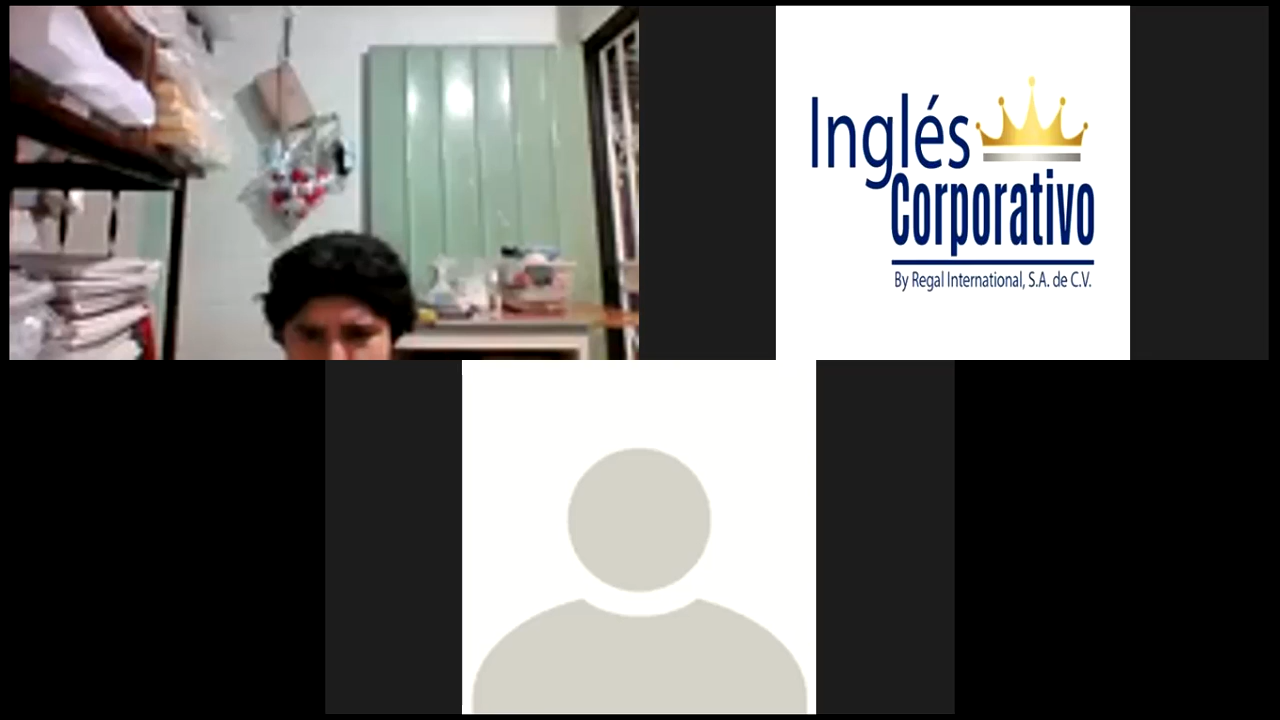 Inglés
Corporativo
By Regal International, S.A. de C.V.